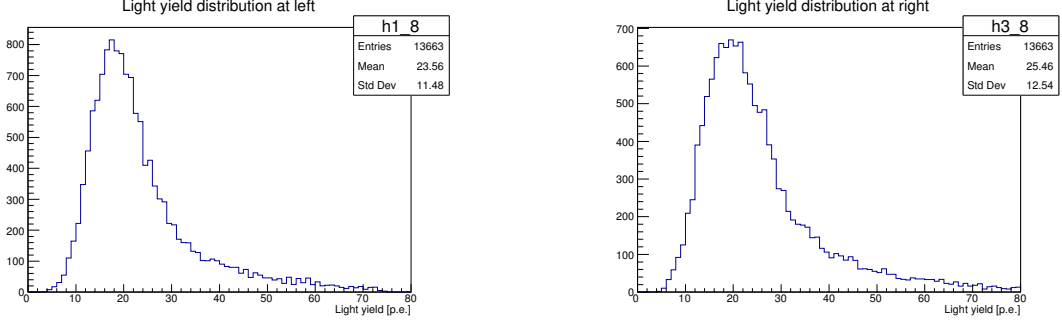 Light yield distribution at left
h1_8
Entries 13663
Mean 23.56
Std Dev 11.48
800
700
600
500
400
300
200
100
0
0 10 20 30 40 50 60 70 80
Light yield [p.e.]
Light yield distribution at right
h3_8
Entries 13663
Mean 25.46
Std Dev 12.54
700
600
500
400
300
200
100
0
0 10 20 30 40 50 60 70 80
Light yield [p.e.]